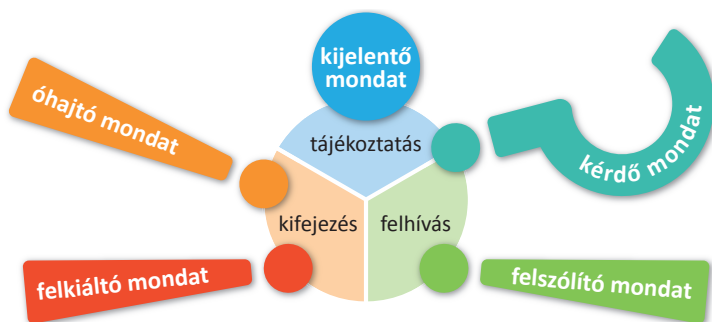 kijelentő
mondat
óhajtó mondat
tájékoztatás
kérdő mondat
kifejezés
felhívás
felkiáltó mondat
felszólító mondat